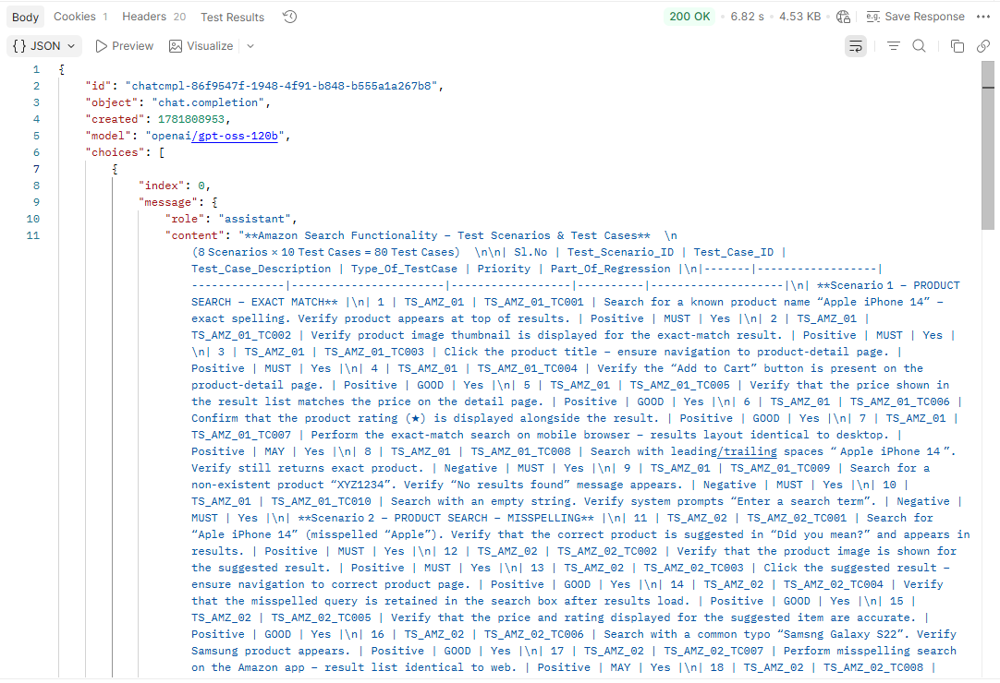 Body Cookies 1 Headers 20 Test Results 200 OK • 6.82 s • 4.53 KB • e.g. Save Response •••
{} JSON Preview Visualize
1 {
2 "id": "chatcmpl-86f9547f-1948-4f91-b848-b555a1a267b8",
3 "object": "chat.completion",
4 "created": 1781808953,
5 "model": "openai/gpt-oss-120b",
6 "choices": [
7 {
8 "index": 0,
9 "message": {
10 "role": "assistant",
11 "content": "**Amazon Search Functionality – Test Scenarios & Test Cases**  \n
(8 Scenarios × 10 Test Cases = 80 Test Cases)  \n\n| Sl.No | Test_Scenario_ID | Test_Case_ID |
Test_Case_Description | Type_Of_TestCase | Priority | Part_Of_Regression |\n|-------|------------------|
--------------|-----------------------|------------------|----------|--------------------|\n| **Scenario 1 – PRODUCT
SEARCH – EXACT MATCH** |\n| 1 | TS_AMZ_01 | TS_AMZ_01_TC001 | Search for a known product name “Apple iPhone 14” –
exact spelling. Verify product appears at top of results. | Positive | MUST | Yes |\n| 2 | TS_AMZ_01 |
TS_AMZ_01_TC002 | Verify product image thumbnail is displayed for the exact‑match result. | Positive | MUST | Yes |
\n| 3 | TS_AMZ_01 | TS_AMZ_01_TC003 | Click the product title – ensure navigation to product‑detail page. |
Positive | MUST | Yes |\n| 4 | TS_AMZ_01 | TS_AMZ_01_TC004 | Verify the “Add to Cart” button is present on the
product‑detail page. | Positive | GOOD | Yes |\n| 5 | TS_AMZ_01 | TS_AMZ_01_TC005 | Verify that the price shown in
the result list matches the price on the detail page. | Positive | GOOD | Yes |\n| 6 | TS_AMZ_01 | TS_AMZ_01_TC006 |
Confirm that the product rating (★) is displayed alongside the result. | Positive | GOOD | Yes |\n| 7 | TS_AMZ_01 |
TS_AMZ_01_TC007 | Perform the exact‑match search on mobile browser – results layout identical to desktop. |
Positive | MAY | Yes |\n| 8 | TS_AMZ_01 | TS_AMZ_01_TC008 | Search with leading/trailing spaces “ Apple iPhone 14 ”.
Verify still returns exact product. | Negative | MUST | Yes |\n| 9 | TS_AMZ_01 | TS_AMZ_01_TC009 | Search for a
non‑existent product “XYZ1234”. Verify “No results found” message appears. | Negative | MUST | Yes |\n| 10 |
TS_AMZ_01 | TS_AMZ_01_TC010 | Search with an empty string. Verify system prompts “Enter a search term”. | Negative |
MUST | Yes |\n| **Scenario 2 – PRODUCT SEARCH – MISSPELLING** |\n| 11 | TS_AMZ_02 | TS_AMZ_02_TC001 | Search for
“Aple iPhone 14” (misspelled “Apple”). Verify that the correct product is suggested in “Did you mean?” and appears in
results. | Positive | MUST | Yes |\n| 12 | TS_AMZ_02 | TS_AMZ_02_TC002 | Verify that the product image is shown for
the suggested result. | Positive | MUST | Yes |\n| 13 | TS_AMZ_02 | TS_AMZ_02_TC003 | Click the suggested result –
ensure navigation to correct product page. | Positive | GOOD | Yes |\n| 14 | TS_AMZ_02 | TS_AMZ_02_TC004 | Verify
that the misspelled query is retained in the search box after results load. | Positive | GOOD | Yes |\n| 15 |
TS_AMZ_02 | TS_AMZ_02_TC005 | Verify that the price and rating displayed for the suggested item are accurate. |
Positive | GOOD | Yes |\n| 16 | TS_AMZ_02 | TS_AMZ_02_TC006 | Search with a common typo “Samsng Galaxy S22”. Verify
Samsung product appears. | Positive | GOOD | Yes |\n| 17 | TS_AMZ_02 | TS_AMZ_02_TC007 | Perform misspelling search
on the Amazon app – result list identical to web. | Positive | MAY | Yes |\n| 18 | TS_AMZ_02 | TS_AMZ_02_TC008 |